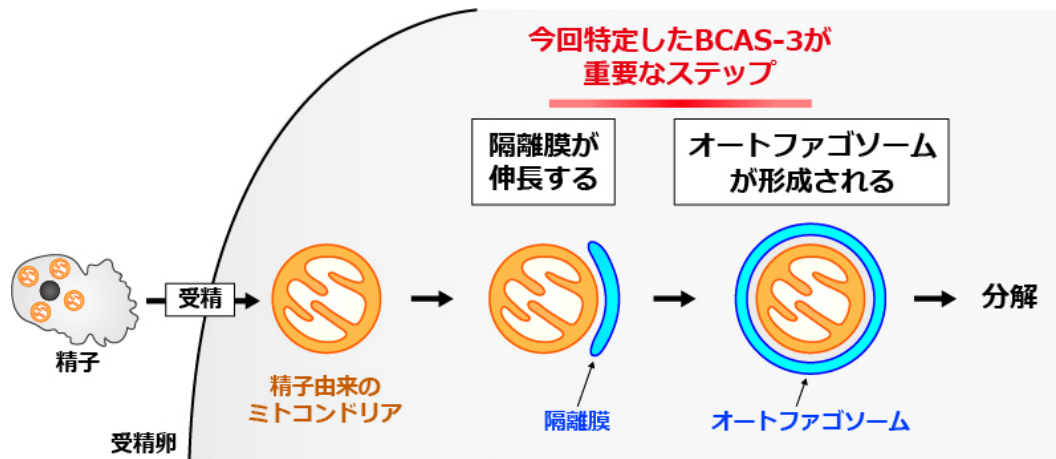 今回特定したBCAS-3が
重要なステップ
隔離膜が
伸長する
オートファゴソーム
が形成される
受精
分解
精子
精子由来の
ミトコンドリア
隔離膜
オートファゴソーム
受精卵